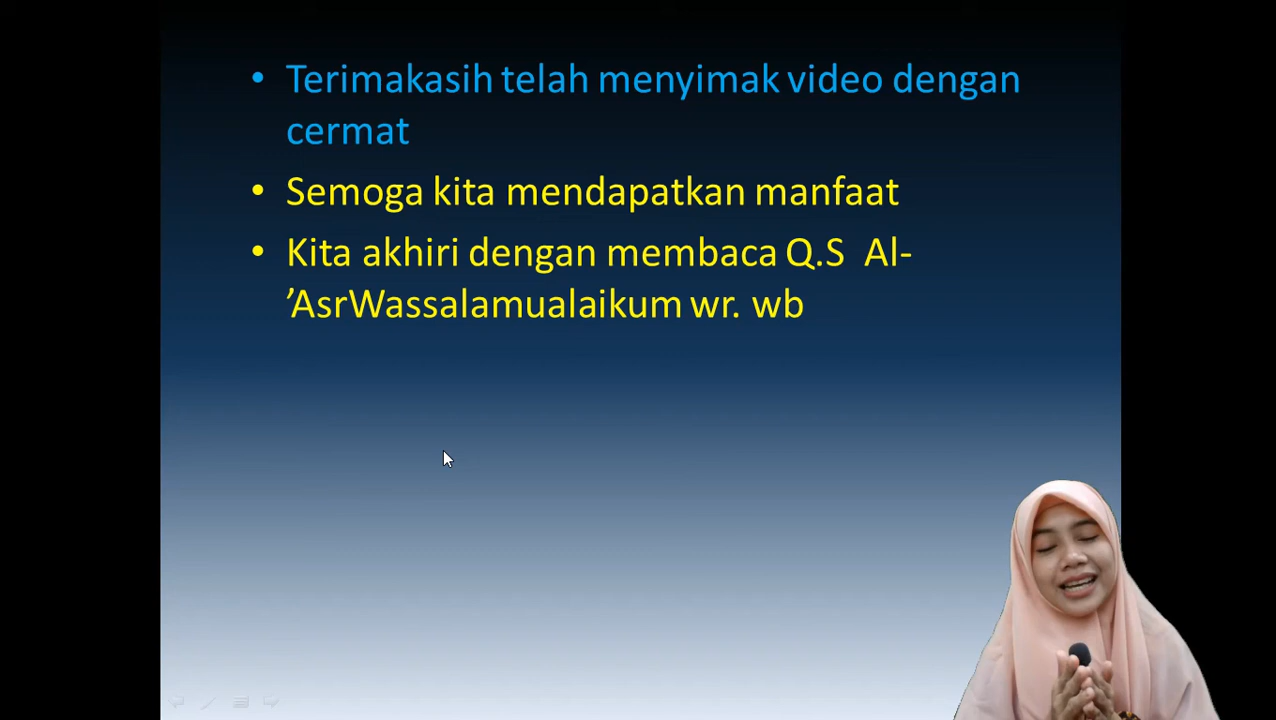 • Terimakasih telah menyimak video dengan
cermat
• Semoga kita mendapatkan manfaat
• Kita akhiri dengan membaca Q.S  Al-
’AsrWassalamualaikum wr. wb